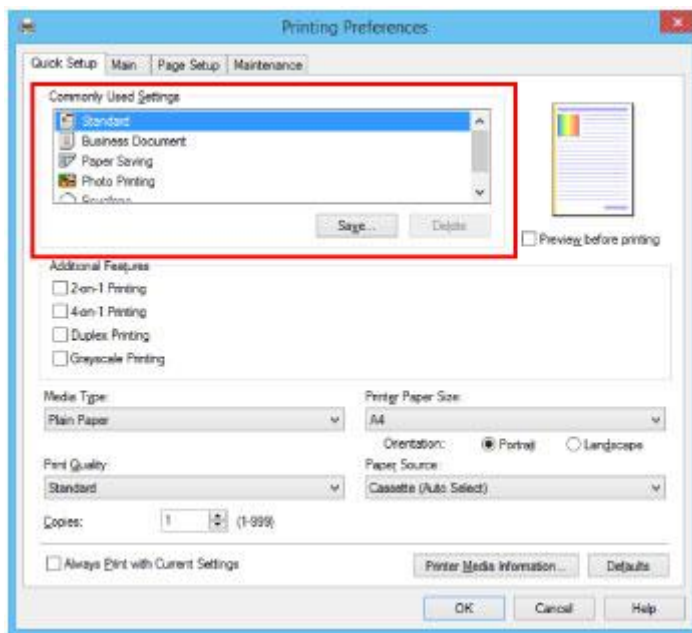 Printing Preferences
Quick Setup Main Page Setup Maintenance
Commonly Used Settings
Standard
Business Document
Paper Saving
Photo Printing
Save... Delete
Preview before printing
Additional Features
2-on-1 Printing
4-on-1 Printing
Duplex Printing
Greyscale Printing
Media Type: Printer Paper Size:
Plain Paper A4
Orientation: Portrait Landscape
Print Quality: Paper Source:
Standard Cassette (Auto Select)
Copies: 1 (1-999)
Always Print with Current Settings Printer Media Information... Defaults
OK Cancel Help